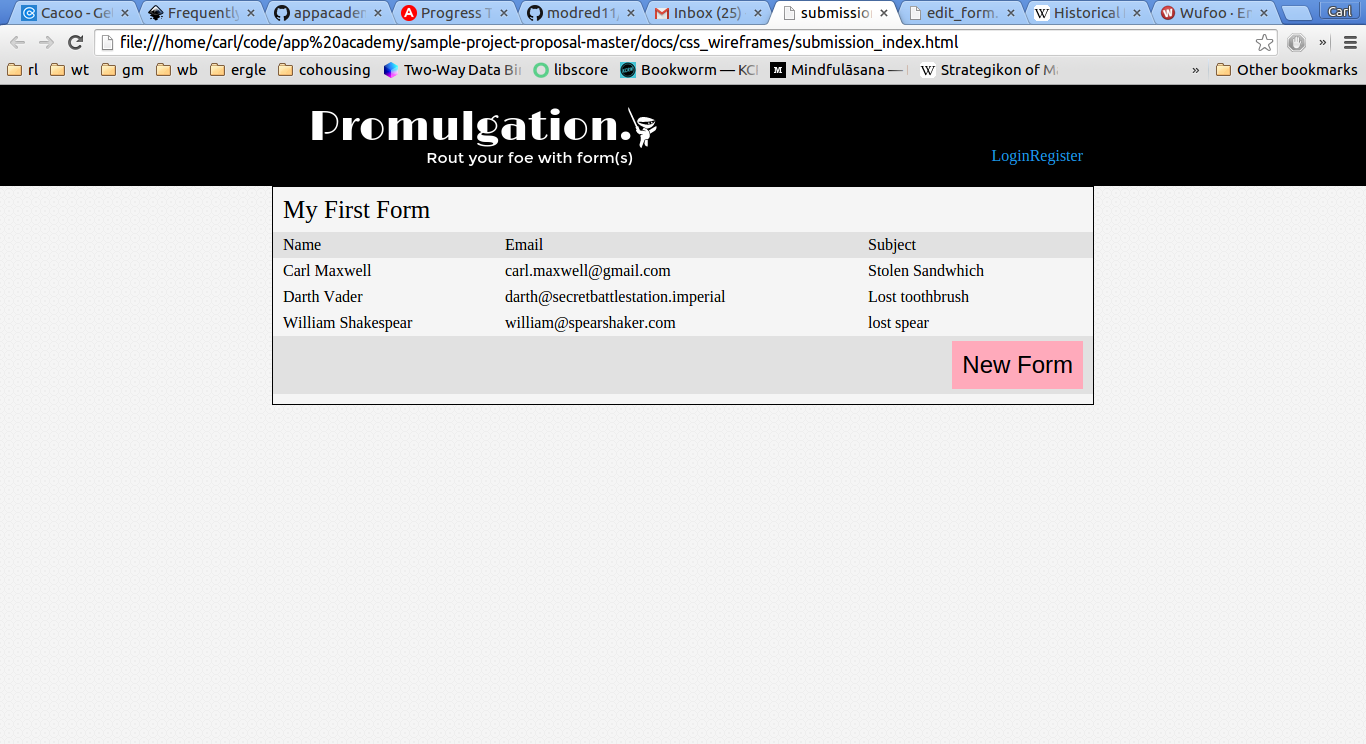 Cacoo - Ge
Frequently
appacader
Progress T
modred11,
Inbox (25)
submissio
edit_form.
Historical
Wufoo · Er
Carl
file:///home/carl/code/app%20academy/sample-project-proposal-master/docs/css_wireframes/submission_index.html
rl wt gm wb ergle cohousing Two-Way Data Bin libscore Bookworm — KCI Mindfulāsana — Strategikon of Ma » Other bookmarks
Promulgation.
Rout your foe with form(s)
LoginRegister
My First Form
Name Email Subject
Carl Maxwell carl.maxwell@gmail.com Stolen Sandwhich
Darth Vader darth@secretbattlestation.imperial Lost toothbrush
William Shakespear william@spearshaker.com lost spear
New Form